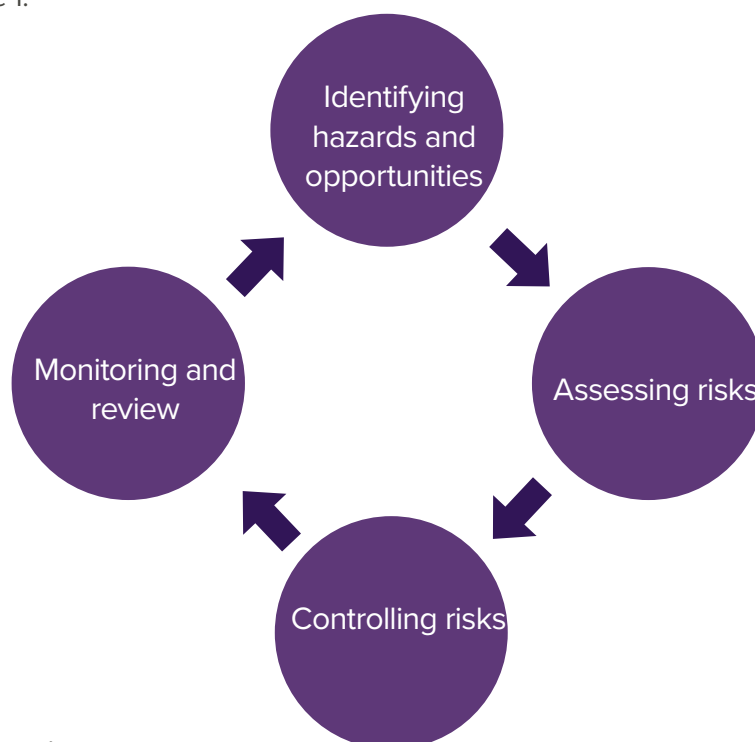 Identifying
hazards and
opportunities
Assessing risks
Controlling risks
Monitoring and
review